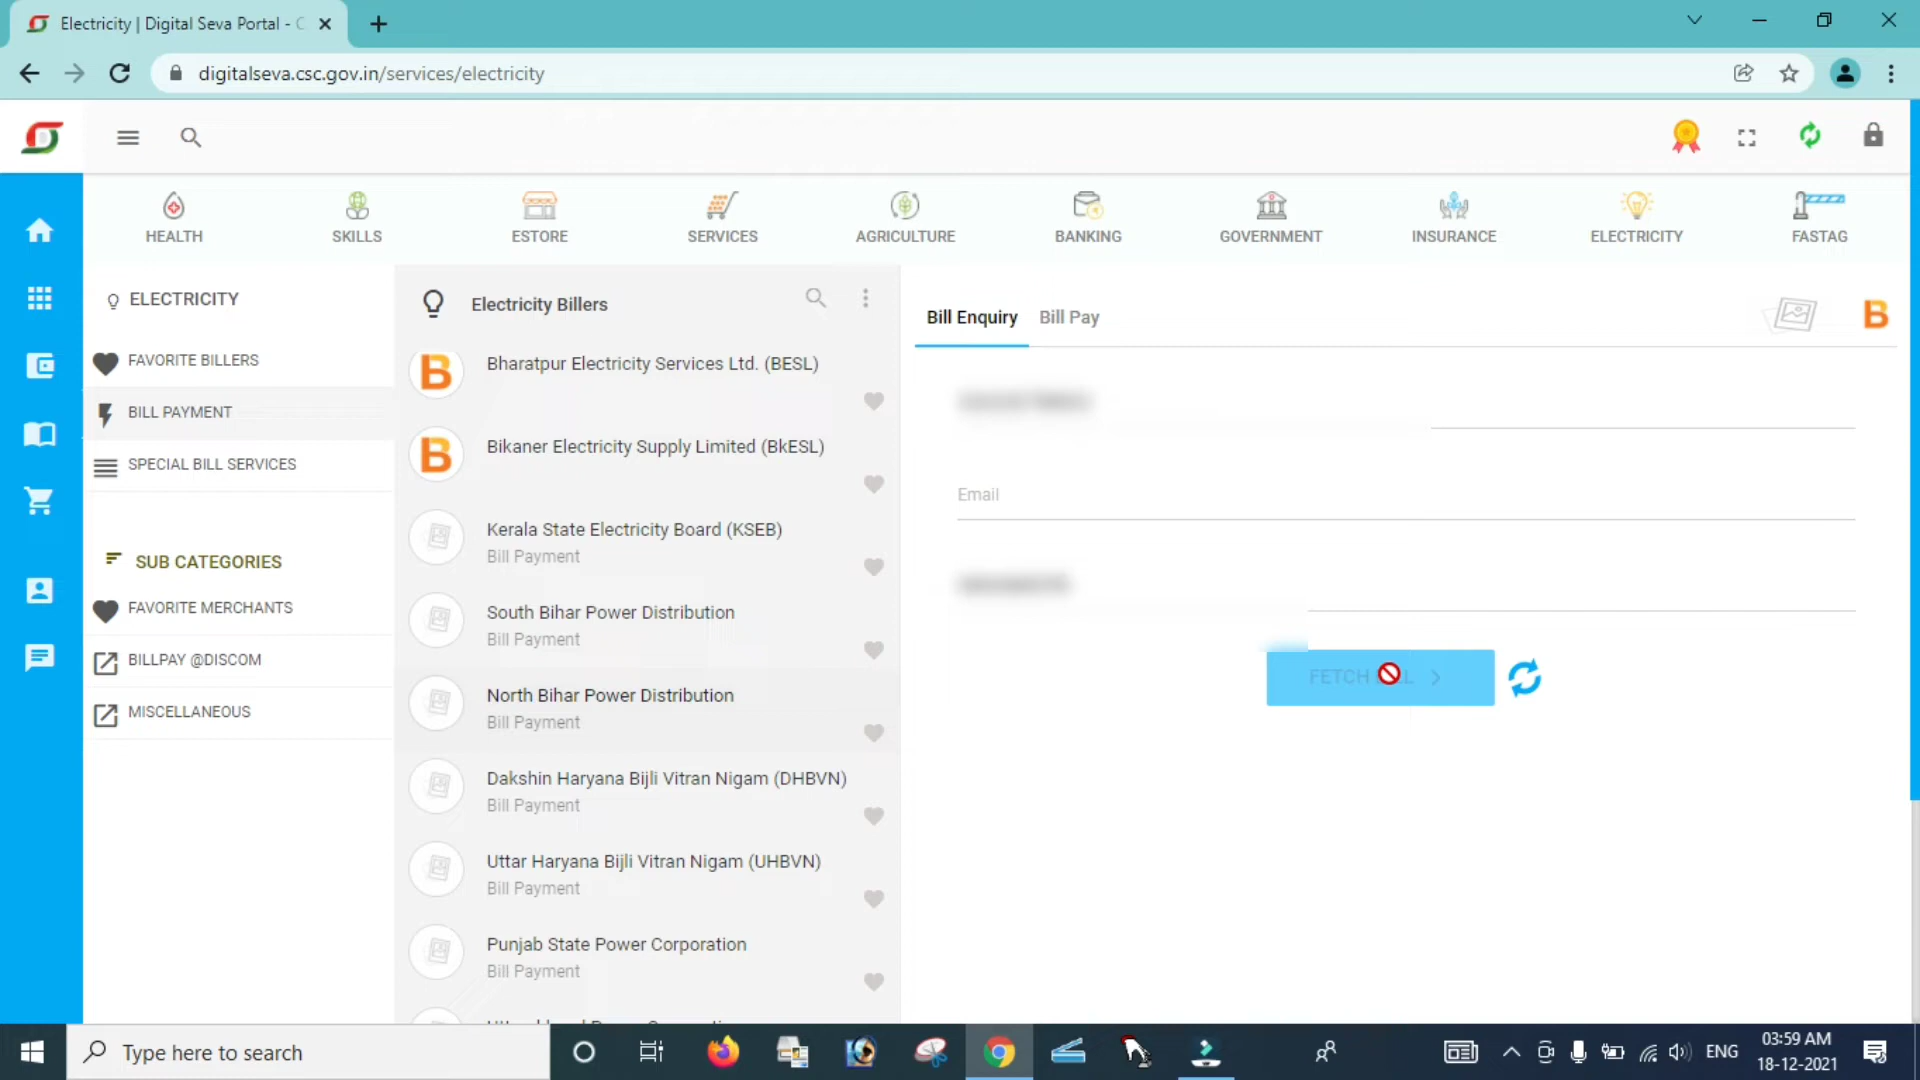 Electricity | Digital Seva Portal - C
digitalseva.csc.gov.in/services/electricity
HEALTH
SKILLS
ESTORE
SERVICES
AGRICULTURE
BANKING
GOVERNMENT
INSURANCE
ELECTRICITY
FASTAG
ELECTRICITY
FAVORITE BILLERS
BILL PAYMENT
SPECIAL BILL SERVICES
SUB CATEGORIES
FAVORITE MERCHANTS
BILLPAY @DISCOM
MISCELLANEOUS
Electricity Billers
Bharatpur Electricity Services Ltd. (BESL)
Bikaner Electricity Supply Limited (BkESL)
Kerala State Electricity Board (KSEB)
Bill Payment
South Bihar Power Distribution
Bill Payment
North Bihar Power Distribution
Bill Payment
Dakshin Haryana Bijli Vitran Nigam (DHBVN)
Bill Payment
Uttar Haryana Bijli Vitran Nigam (UHBVN)
Bill Payment
Punjab State Power Corporation
Bill Payment
Bill Enquiry
Bill Pay
Email
FETCH
Type here to search
ENG
03:59 AM
18-12-2021